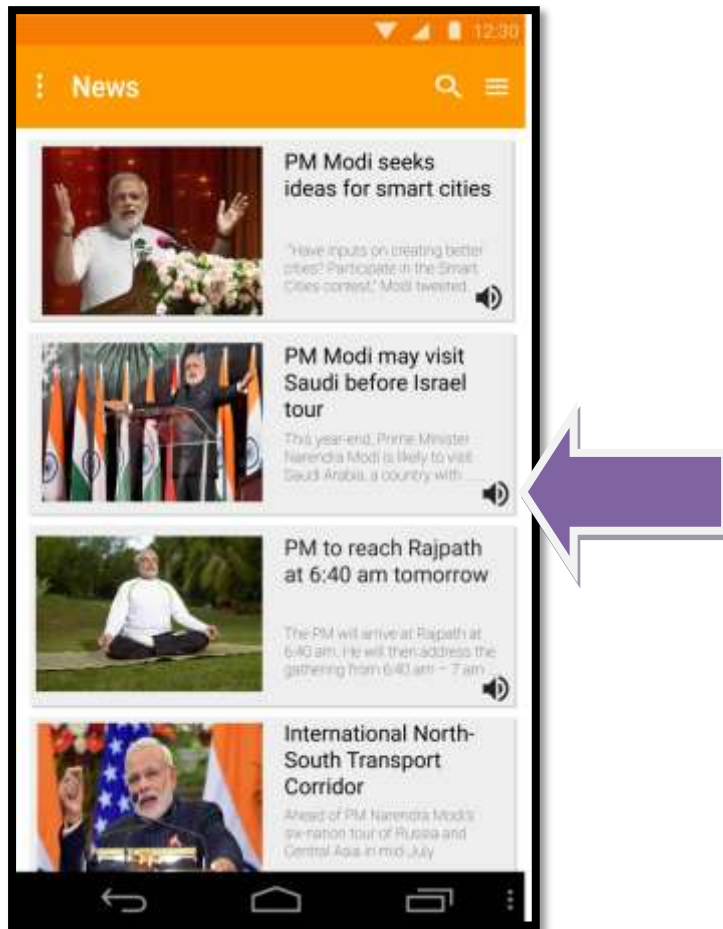 12:30
News
PM Modi seeks
ideas for smart cities
"Have inputs on creating better
cities? Participate in the Smart
Cities contest," Modi tweeted
PM Modi may visit
Saudi before Israel
tour
This year-end, Prime Minister
Narendra Modi is likely to visit
Saudi Arabia, a country with
PM to reach Rajpath
at 6:40 am tomorrow
The PM will arrive at Rajpath at
6:40 am. He will then address the
gathering from 6:40 am – 7 am
International North-
South Transport
Corridor
Ahead of PM Narendra Modi's
six-nation tour of Russia and
Central Asia in mid-July